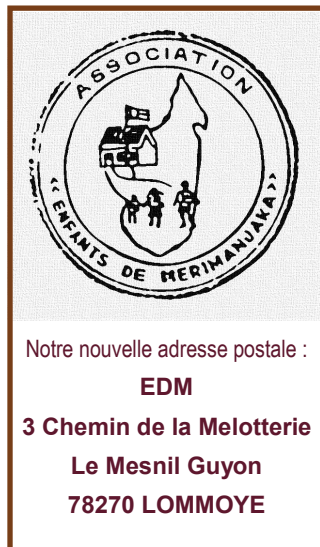 ASSOCIATION
<<ENFANTS DE MERIMANJAKA>>
Notre nouvelle adresse postale :
EDM
3 Chemin de la Melotterie
Le Mesnil Guyon
78270 LOMMOYE